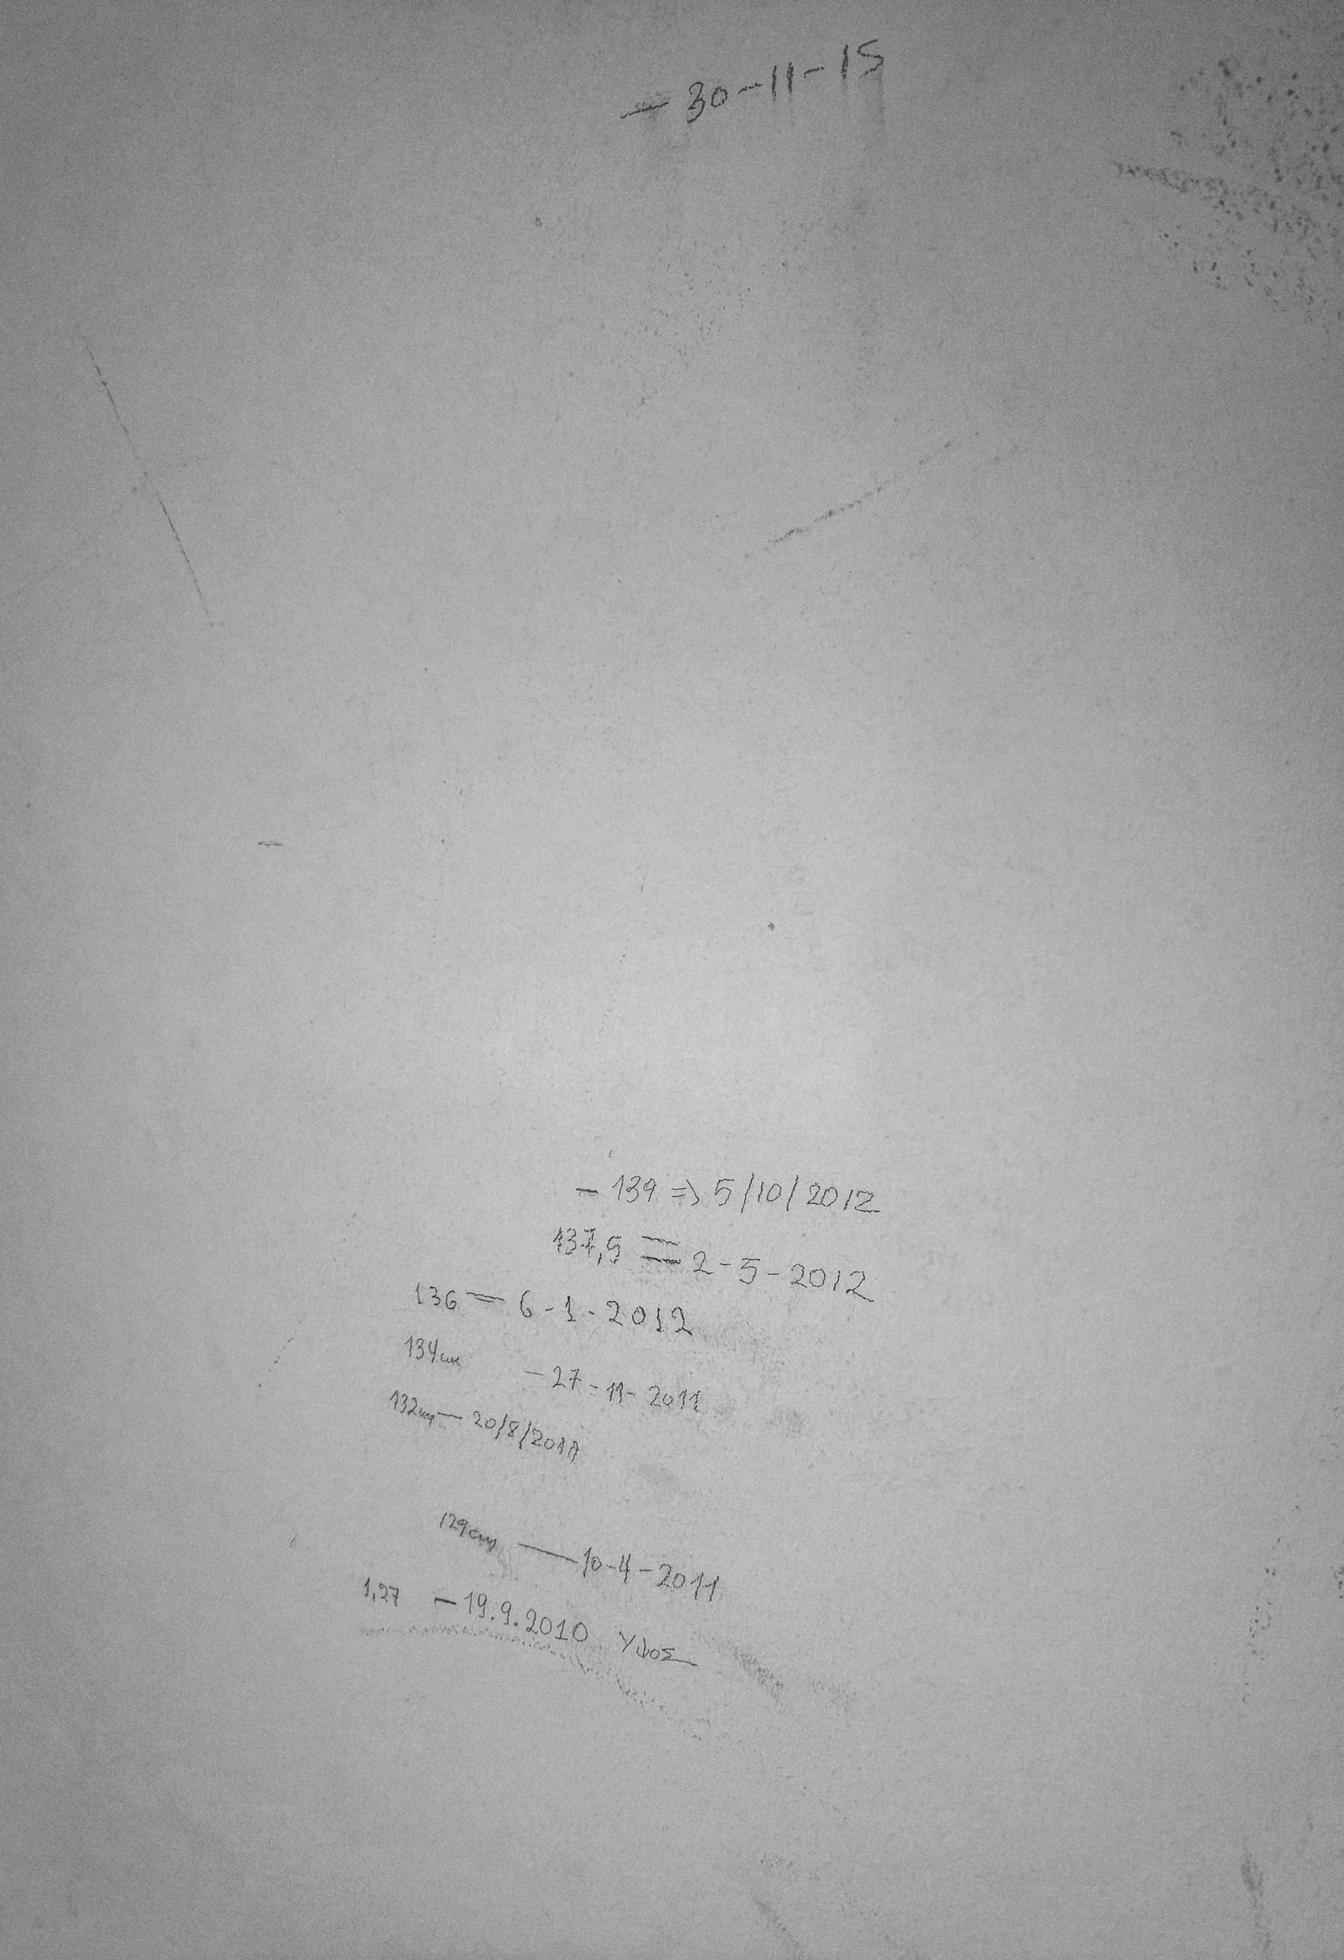 - 30-11-15
- 139 => 5/10/2012
137,5 = 2-5-2012
136 = 6-1-2012
134cm - 27-11-2011
132cm - 20/8/2011
129cm - 10-4-2011
1,27 - 19.9.2010 ΥψΟΣ